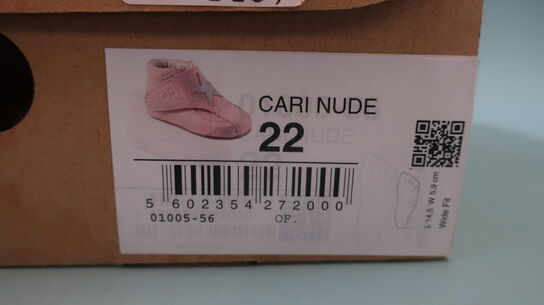 CARI NUDE
22
5 602354 272000
01005-56 OF.
L 14.5 W 5.9 cm
Wide Fit